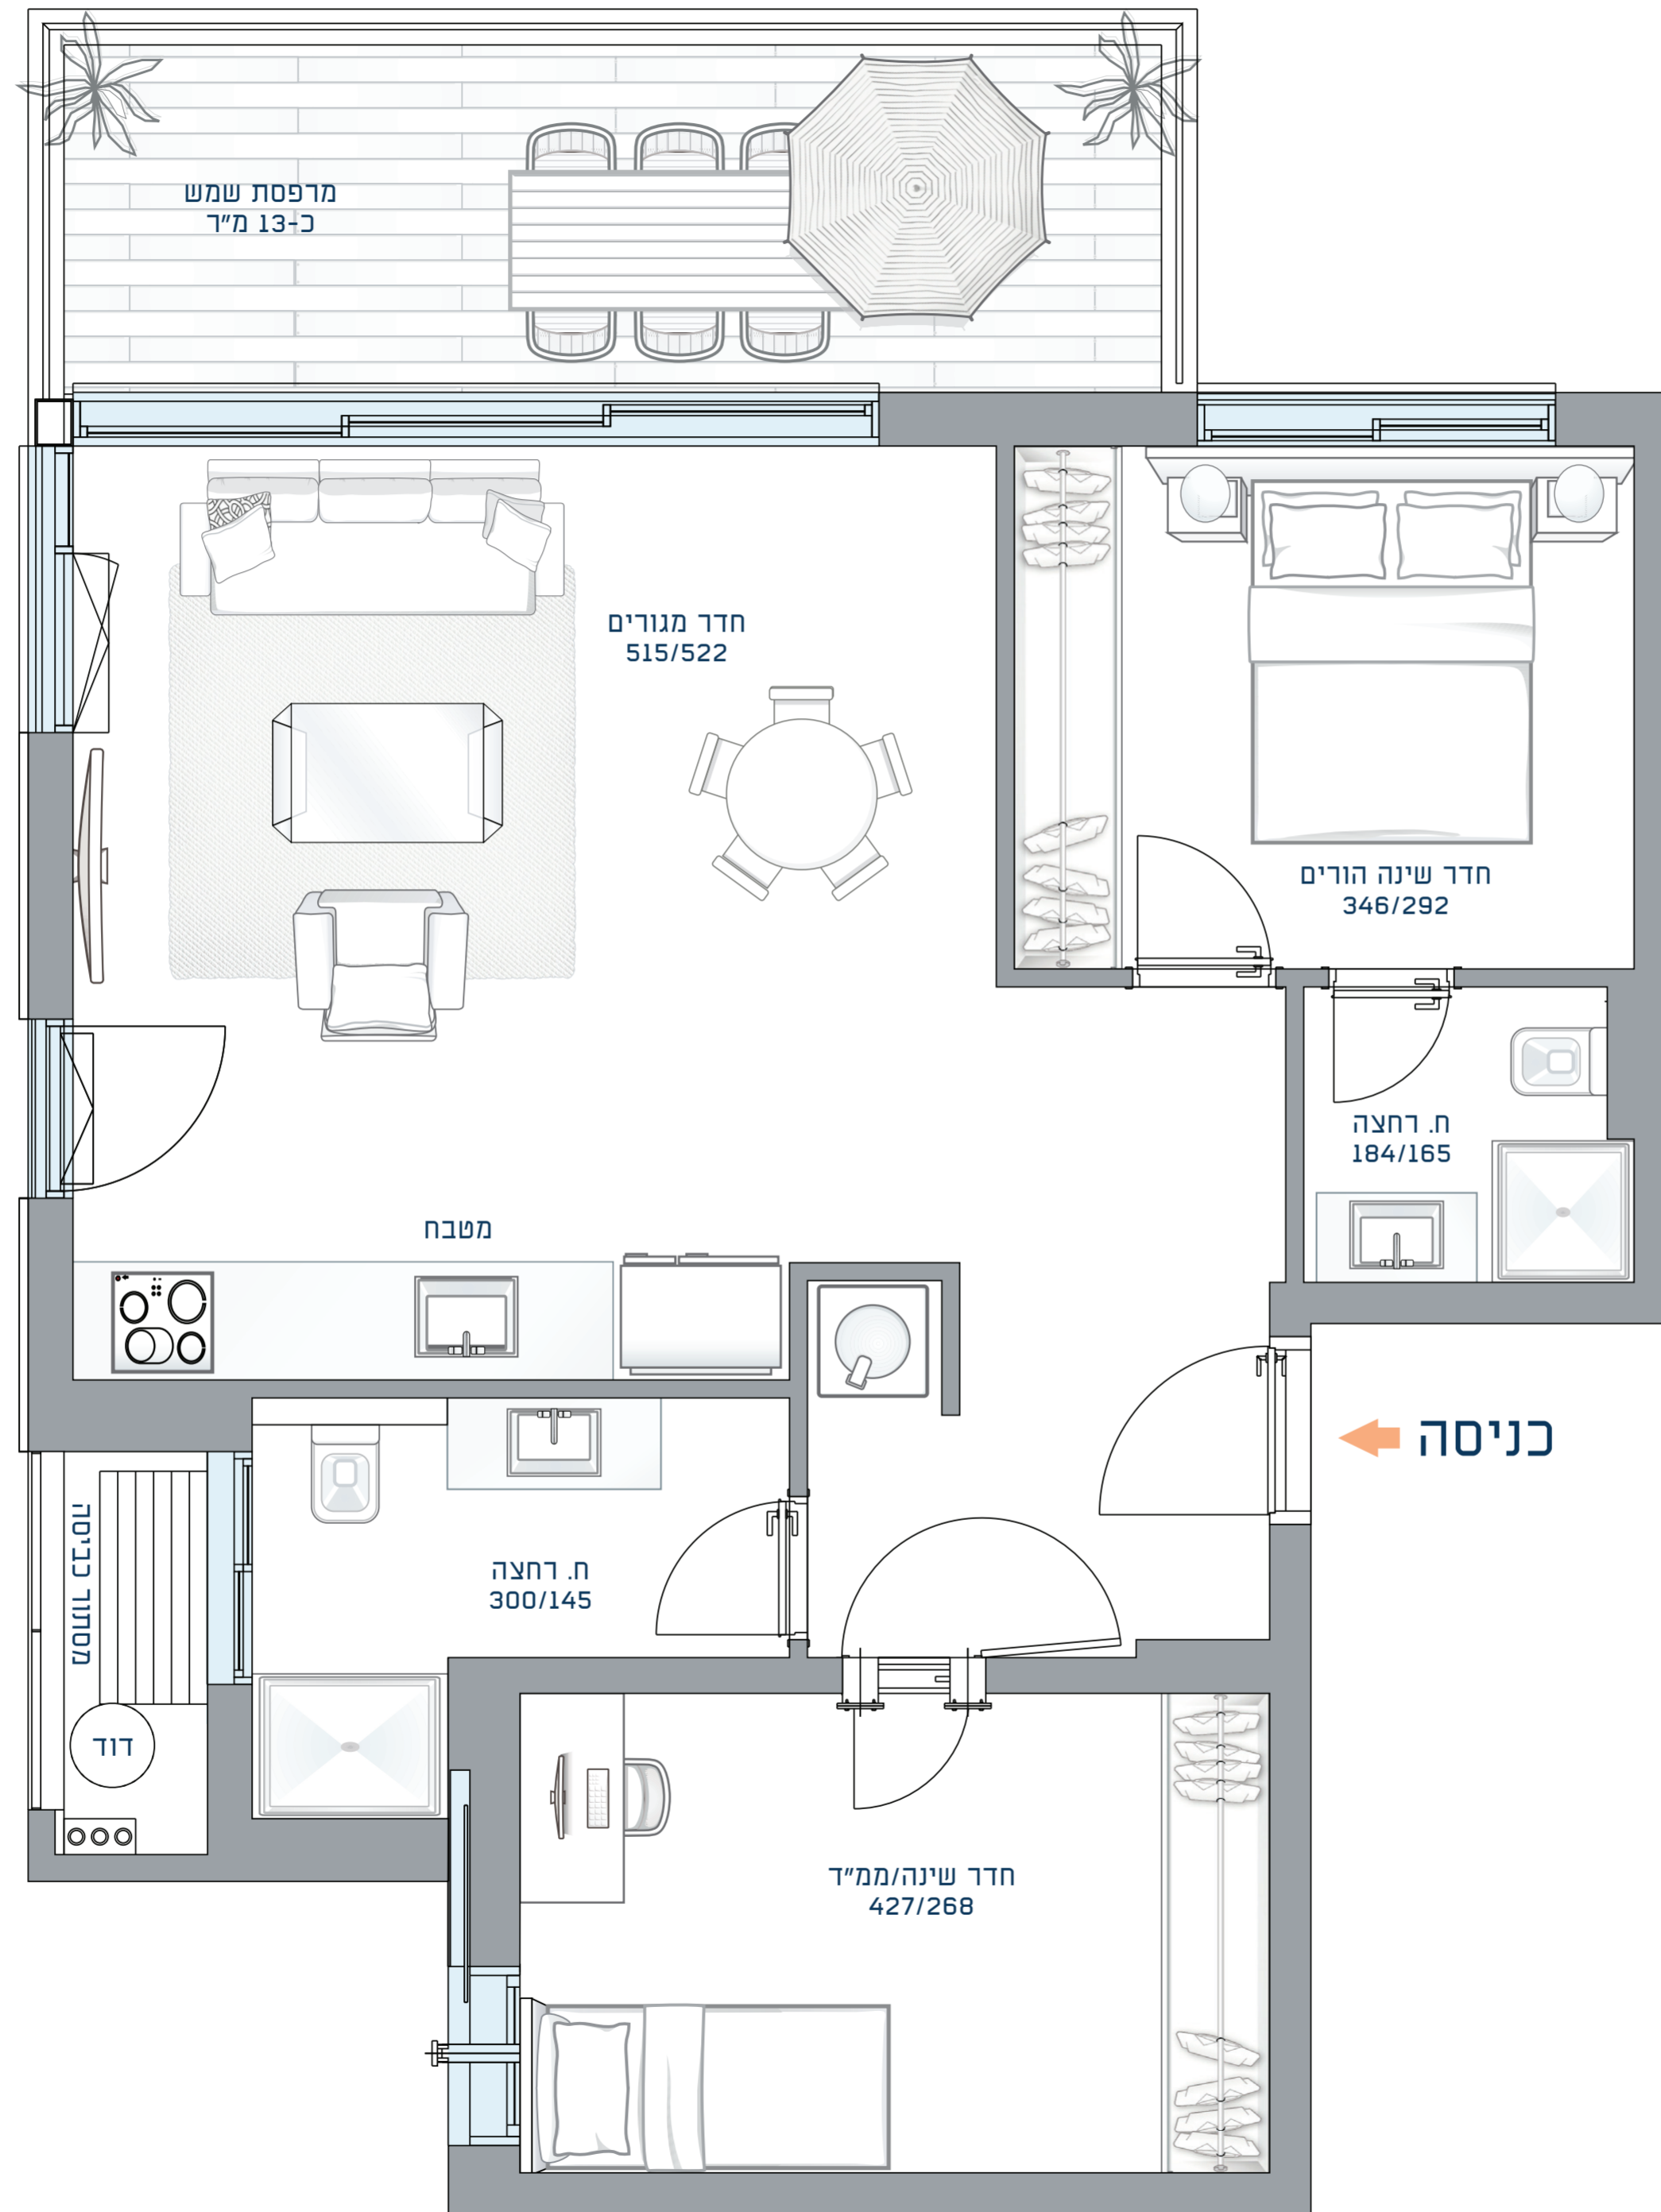 מרפסת שמש
כ-13 מ״ר
חדר מגורים
515/522
חדר שינה הורים
346/292
ח. רחצה
184/165
מטבח
כניסה
מסתור כביסה
ח. רחצה
300/145
דוד
חדר שינה/ממ״ד
427/268